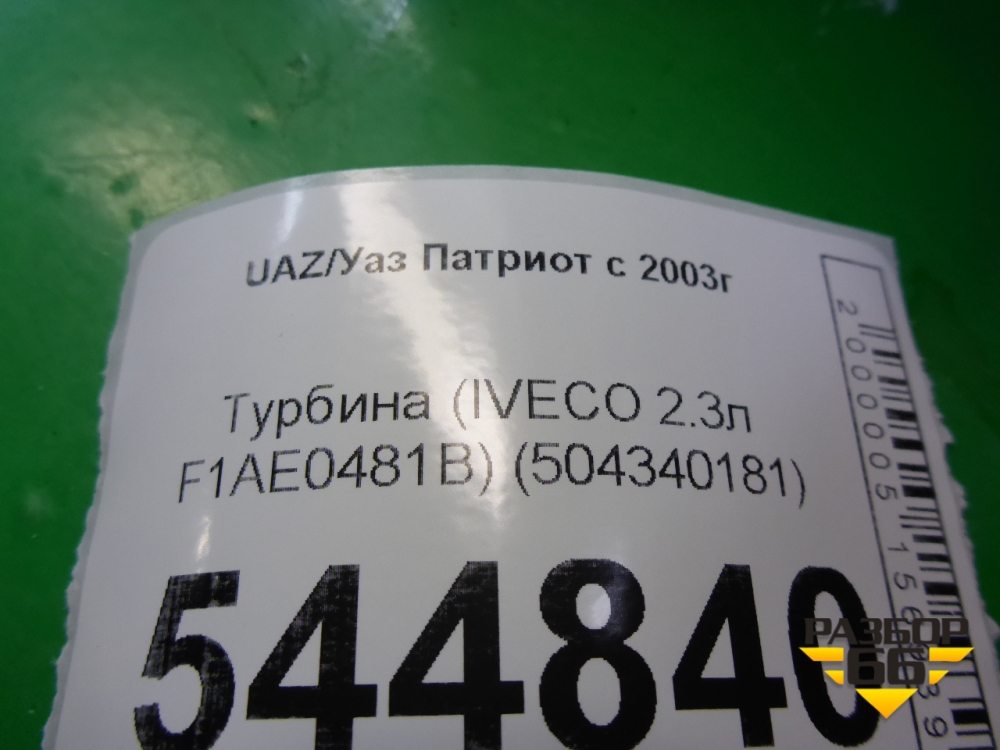 UAZ/Уаз Патриот с 2003г
Турбина (IVECO 2.3л
F1AE0481B) (504340181)
544840
РАЗБОР
66